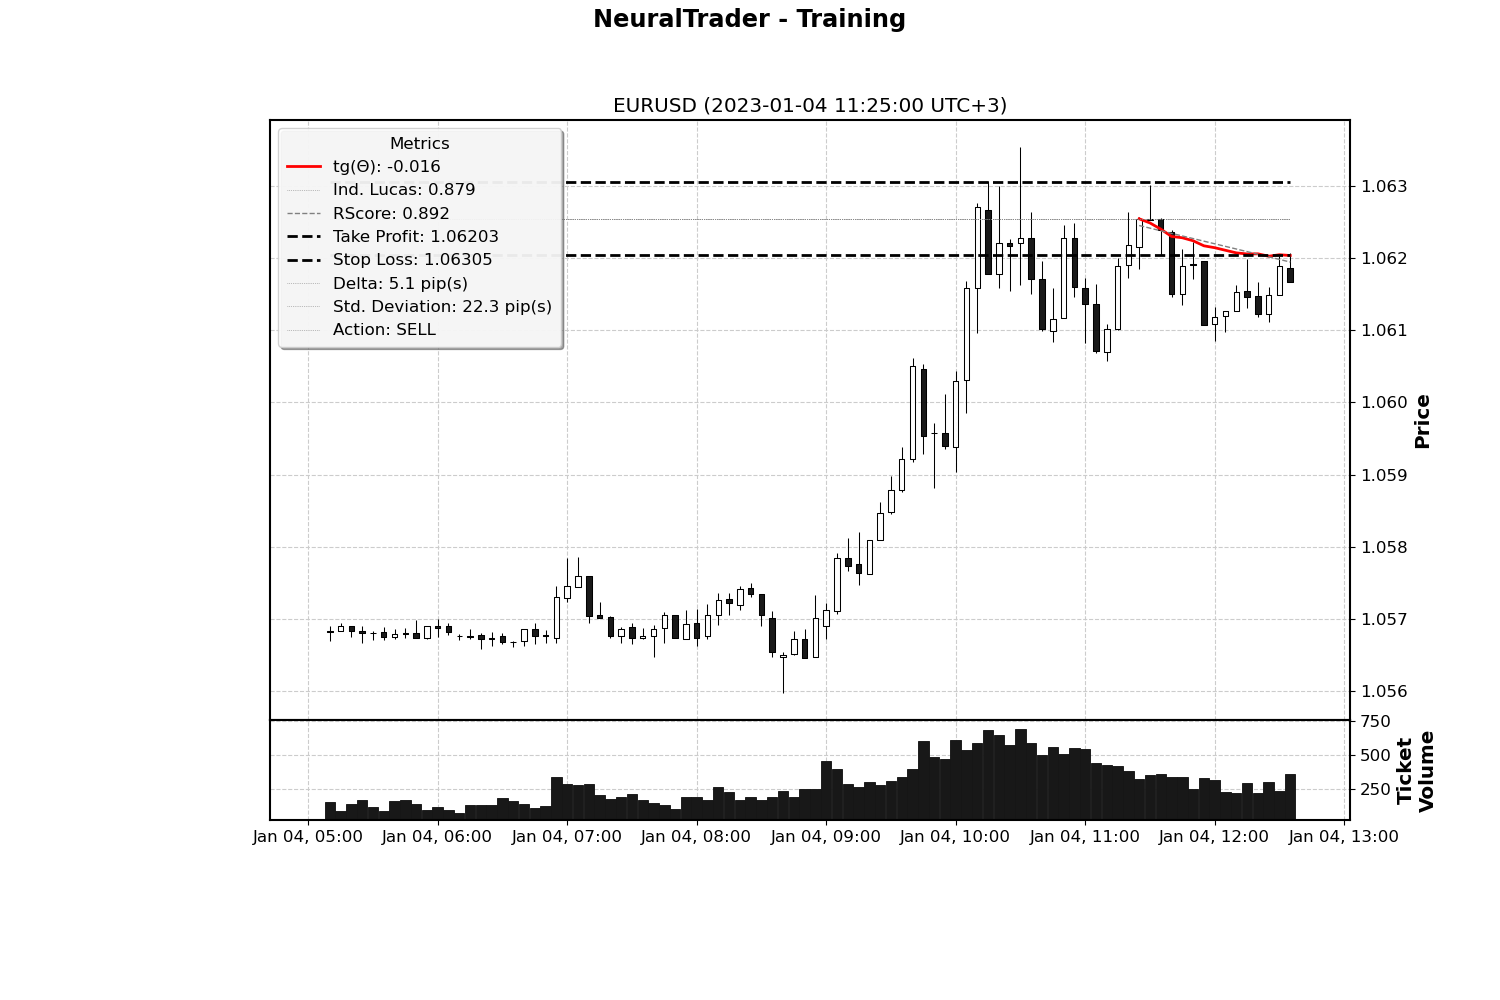 NeuralTrader - Training
EURUSD (2023-01-04 11:25:00 UTC+3)
Metrics
tg(Θ): -0.016
Ind. Lucas: 0.879
RScore: 0.892
Take Profit: 1.06203
Stop Loss: 1.06305
Delta: 5.1 pip(s)
Std. Deviation: 22.3 pip(s)
Action: SELL
1.063
1.062
1.061
1.060
1.059
1.058
1.057
1.056
Price
750
500
250
Ticket
Volume
Jan 04, 05:00
Jan 04, 06:00
Jan 04, 07:00
Jan 04, 08:00
Jan 04, 09:00
Jan 04, 10:00
Jan 04, 11:00
Jan 04, 12:00
Jan 04, 13:00